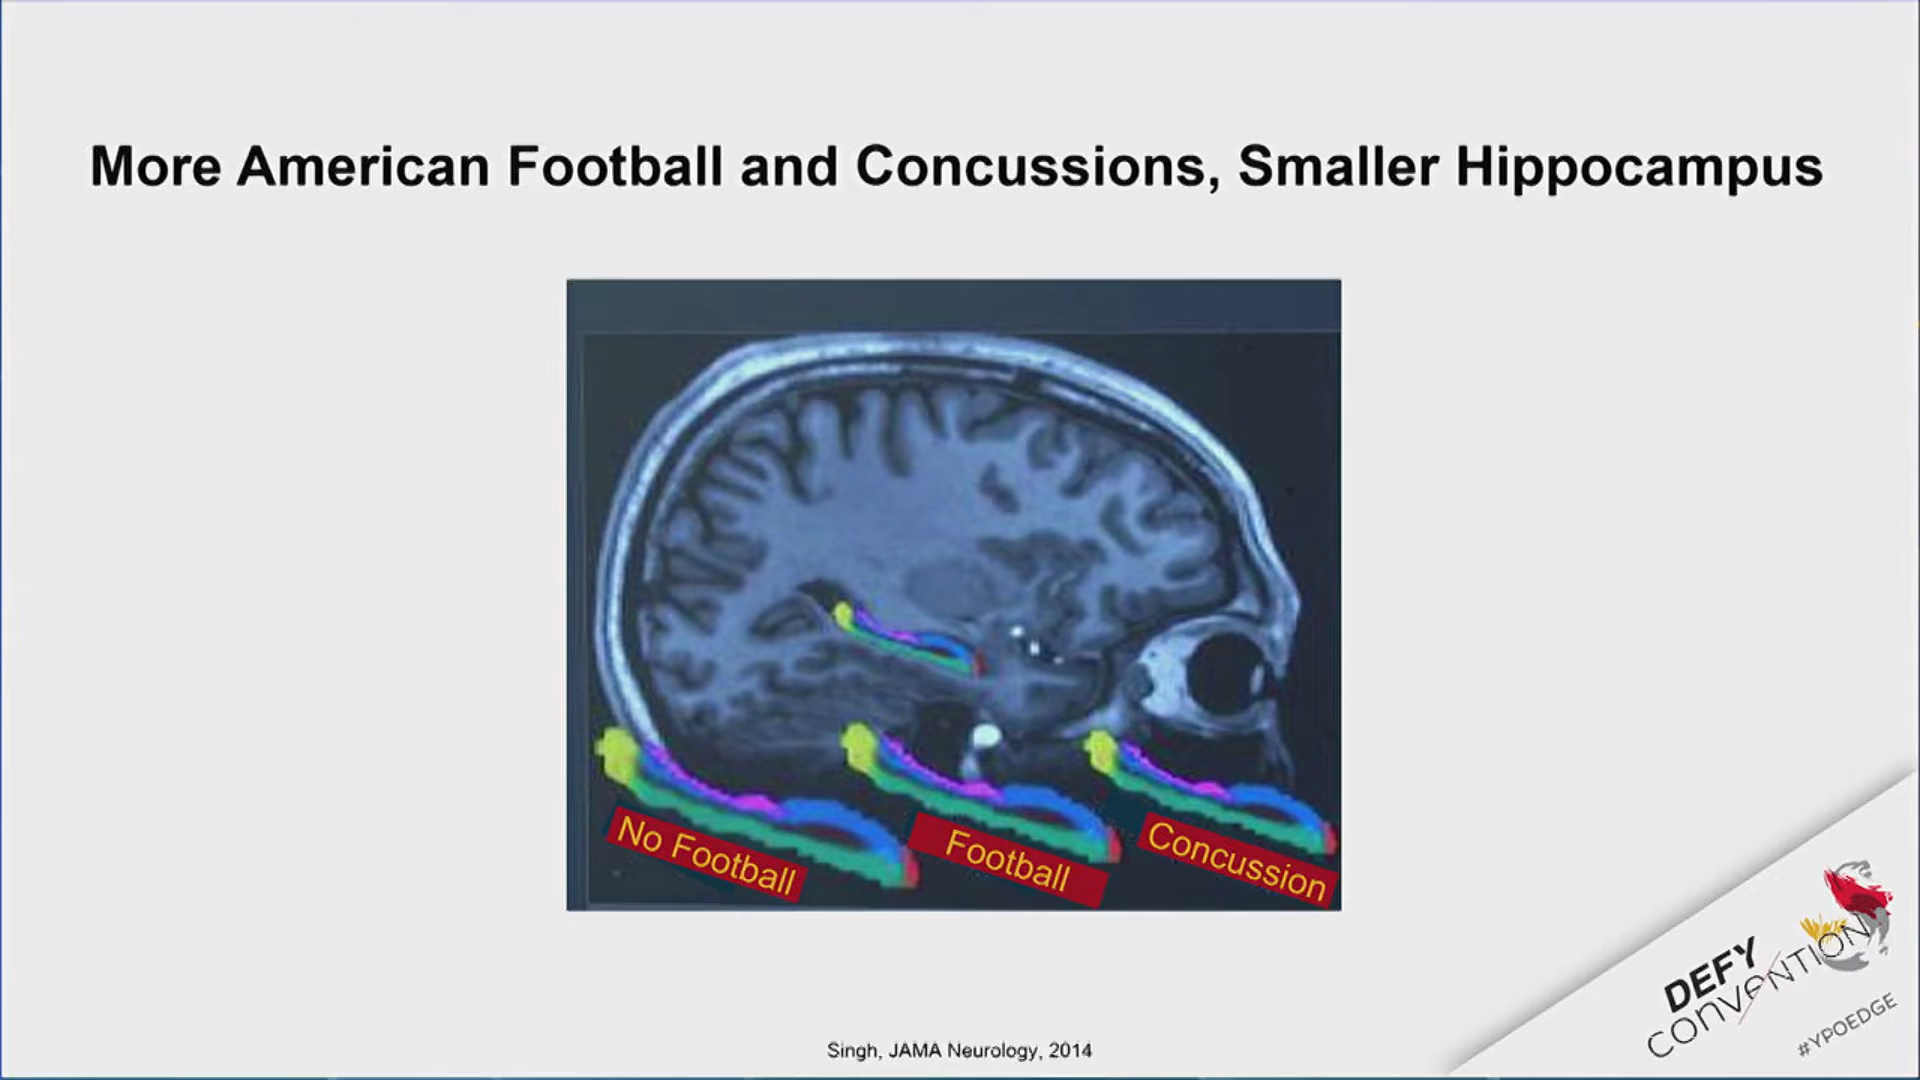 More American Football and Concussions, Smaller Hippocampus
No Football
Football
Concussion
DEFY
CONVENTION
#YPOEDGE
Singh, JAMA Neurology, 2014